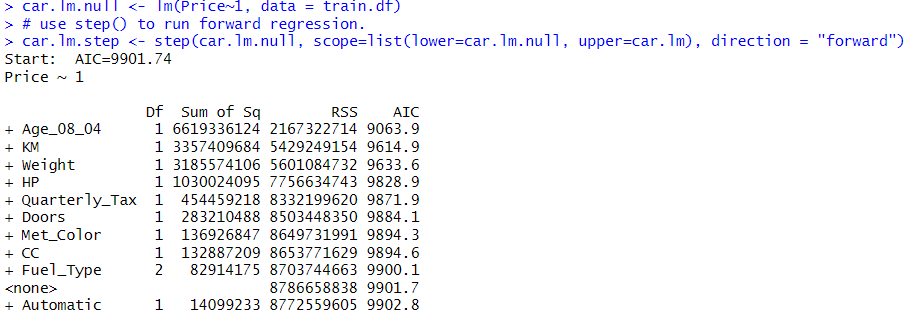 > car.lm.null <- lm(Price~1, data = train.df)
> # use step() to run forward regression.
> car.lm.step <- step(car.lm.null, scope=list(lower=car.lm.null, upper=car.lm), direction = "forward")
Start:  AIC=9901.74
Price ~ 1

                Df  Sum of Sq        RSS    AIC
+ Age_08_04      1 6619336124 2167322714 9063.9
+ KM             1 3357409684 5429249154 9614.9
+ Weight         1 3185574106 5601084732 9633.6
+ HP             1 1030024095 7756634743 9828.9
+ Quarterly_Tax  1  454459218 8332199620 9871.9
+ Doors          1  283210488 8503448350 9884.1
+ Met_Color      1  136926847 8649731991 9894.3
+ CC             1  132887209 8653771629 9894.6
+ Fuel_Type      2   82914175 8703744663 9900.1
<none>                        8786658838 9901.7
+ Automatic      1   14099233 8772559605 9902.8